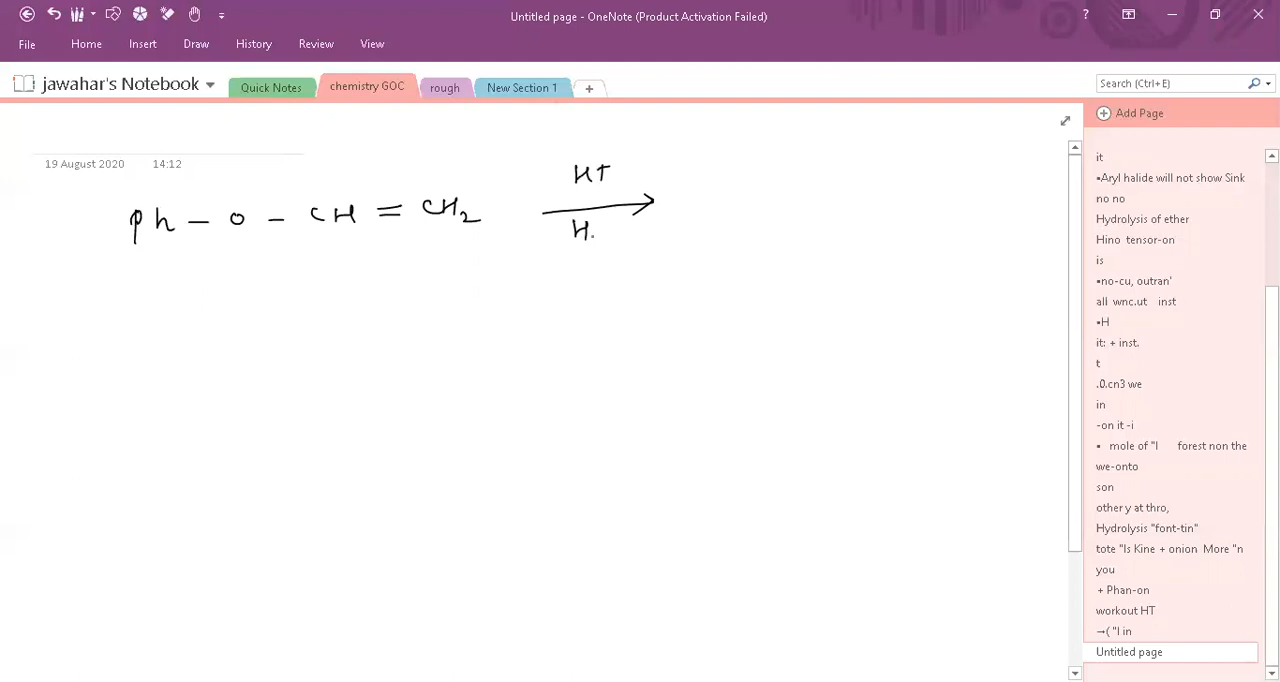 Untitled page - OneNote (Product Activation Failed)
?
File Home Insert Draw History Review View
jawahar's Notebook
Quick Notes
chemistry GOC
rough
New Section 1
+
Search (Ctrl+E)
Add Page
19 August 2020 14:12
HT
Ph - O - CH = CH2
H.
it
▪Aryl halide will not show Sink
no no
Hydrolysis of ether
Hino tensor-on
is
▪no-cu, outran'
all wnc.ut inst
▪H
it: + inst.
t
.0.cn3 we
in
-on it -i
▪ mole of "I forest non the
we-onto
son
other y at thro,
Hydrolysis "font-tin"
tote "Is Kine + onion More "n
you
+ Phan-on
workout HT
→( "I in
Untitled page